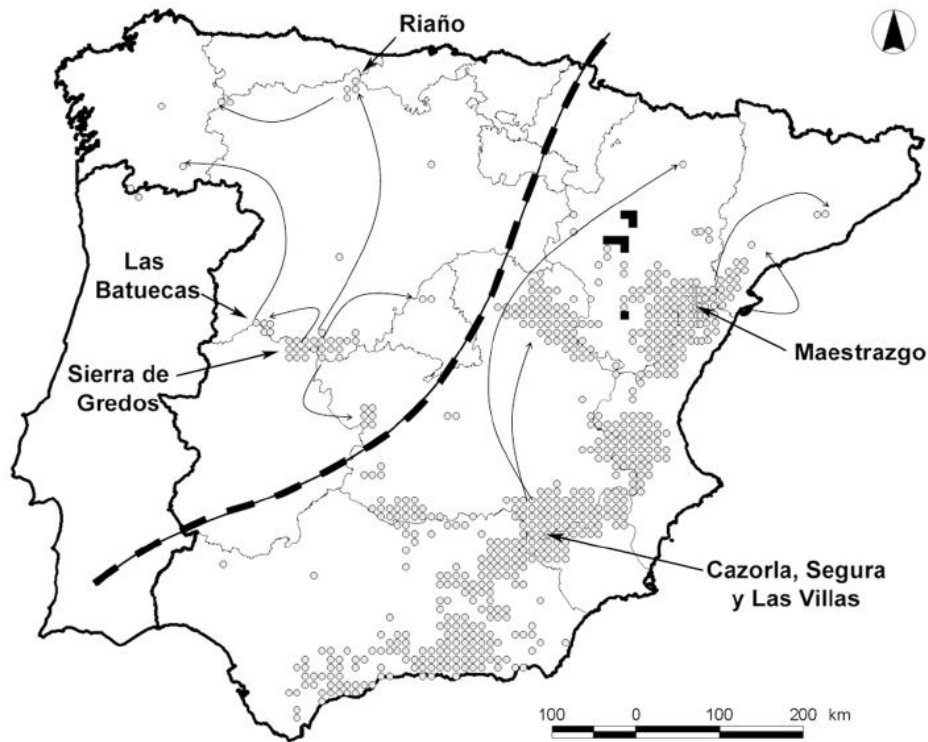 Riaño
Las
Batuecas
Sierra de
Gredos
Maestrazgo
Cazorla, Segura
y Las Villas
100 0 100 200 km